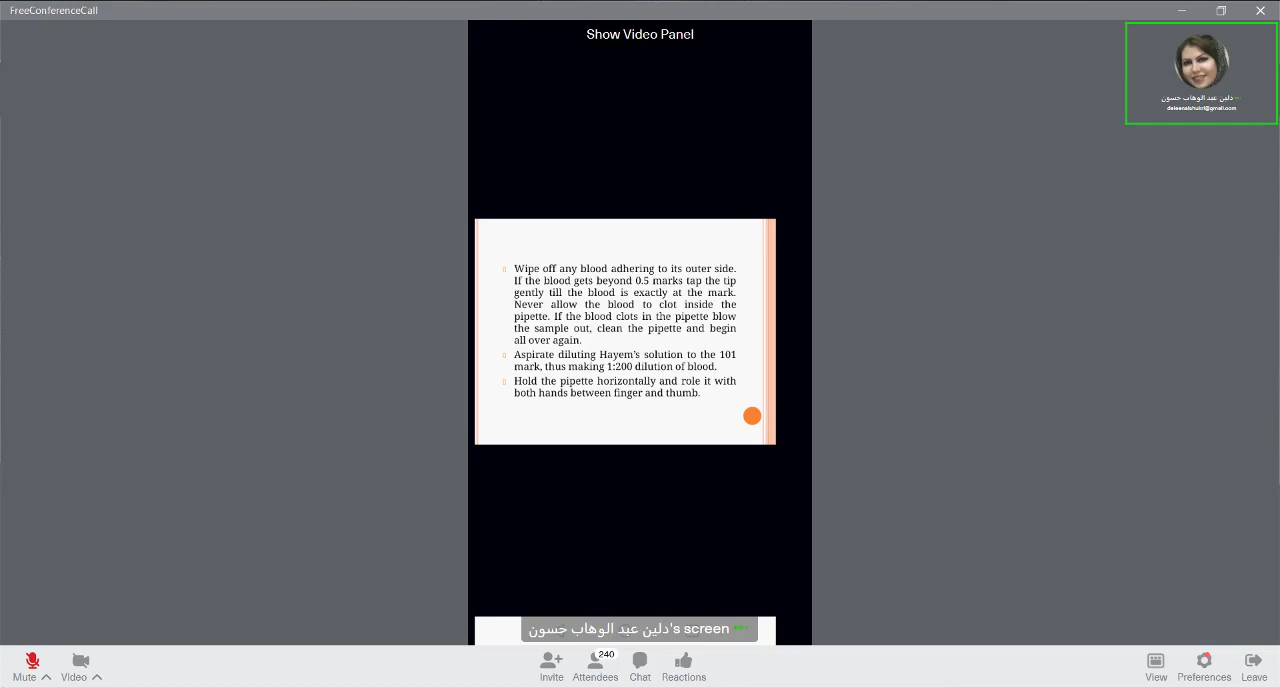 FreeConferenceCall
Show Video Panel
دلين عبد الوهاب حسون
deleenalshukri@gmail.com
Wipe off any blood adhering to its outer side.
If the blood gets beyond 0.5 marks tap the tip
gently till the blood is exactly at the mark.
Never allow the blood to clot inside the
pipette. If the blood clots in the pipette blow
the sample out, clean the pipette and begin
all over again.
Aspirate diluting Hayem's solution to the 101
mark, thus making 1:200 dilution of blood.
Hold the pipette horizontally and role it with
both hands between finger and thumb.
دلين عبد الوهاب حسون's screen
240
Mute
Video
Invite
Attendees
Chat
Reactions
View
Preferences
Leave